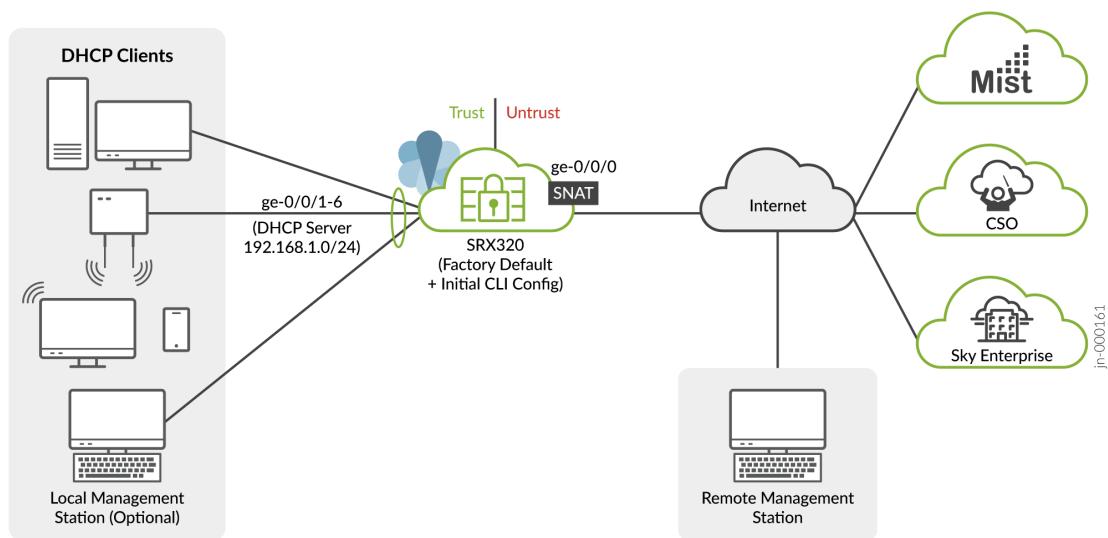 DHCP Clients
Trust
Untrust
ge-0/0/0
SNAT
ge-0/0/1-6
(DHCP Server
192.168.1.0/24)
SRX320
(Factory Default
+ Initial CLI Config)
Internet
Mist
CSO
Sky Enterprise
Local Management
Station (Optional)
Remote Management
Station
jn-000161